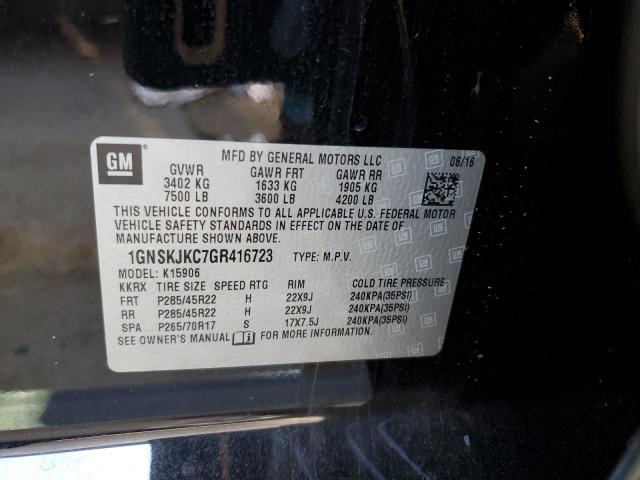 GM
MFD BY GENERAL MOTORS LLC 06/16
GVWR GAWR FRT GAWR RR
3402 KG 1633 KG 1905 KG
7500 LB 3600 LB 4200 LB
THIS VEHICLE CONFORMS TO ALL APPLICABLE U.S. FEDERAL MOTOR
VEHICLE SAFETY STANDARDS IN EFFECT ON THE DATE OF
MANUFACTURE SHOWN ABOVE.
1GNSKJKC7GR416723 TYPE: M.P.V.
MODEL: K15906
KKRX TIRE SIZE SPEED RTG RIM COLD TIRE PRESSURE
FRT P285/45R22 H 22X9J 240KPA(35PSI)
RR P285/45R22 H 22X9J 240KPA(35PSI)
SPA P265/70R17 S 17X7.5J 240KPA(35PSI)
SEE OWNER'S MANUAL FOR MORE INFORMATION.